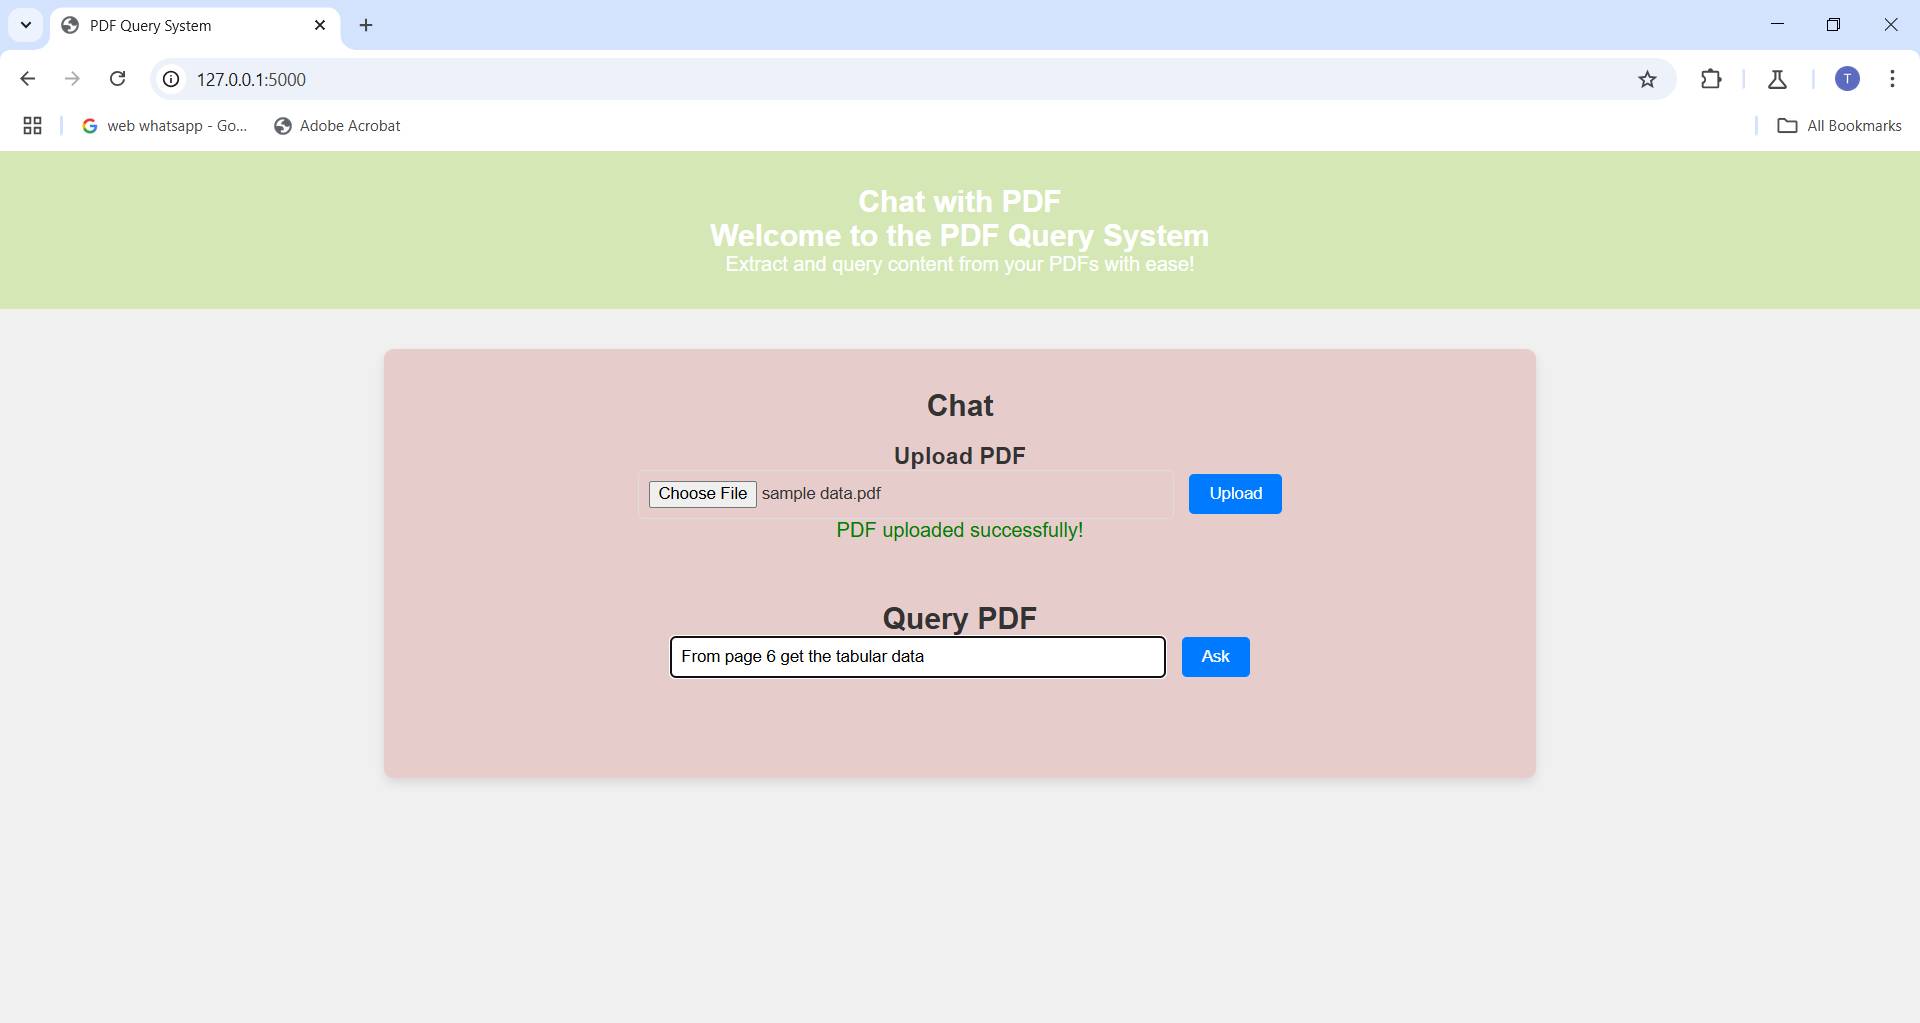 PDF Query System
127.0.0.1:5000
T
web whatsapp - Go...
Adobe Acrobat
All Bookmarks
Chat with PDF
Welcome to the PDF Query System
Extract and query content from your PDFs with ease!
Chat
Upload PDF
Choose File sample data.pdf
Upload
PDF uploaded successfully!
Query PDF
From page 6 get the tabular data
Ask